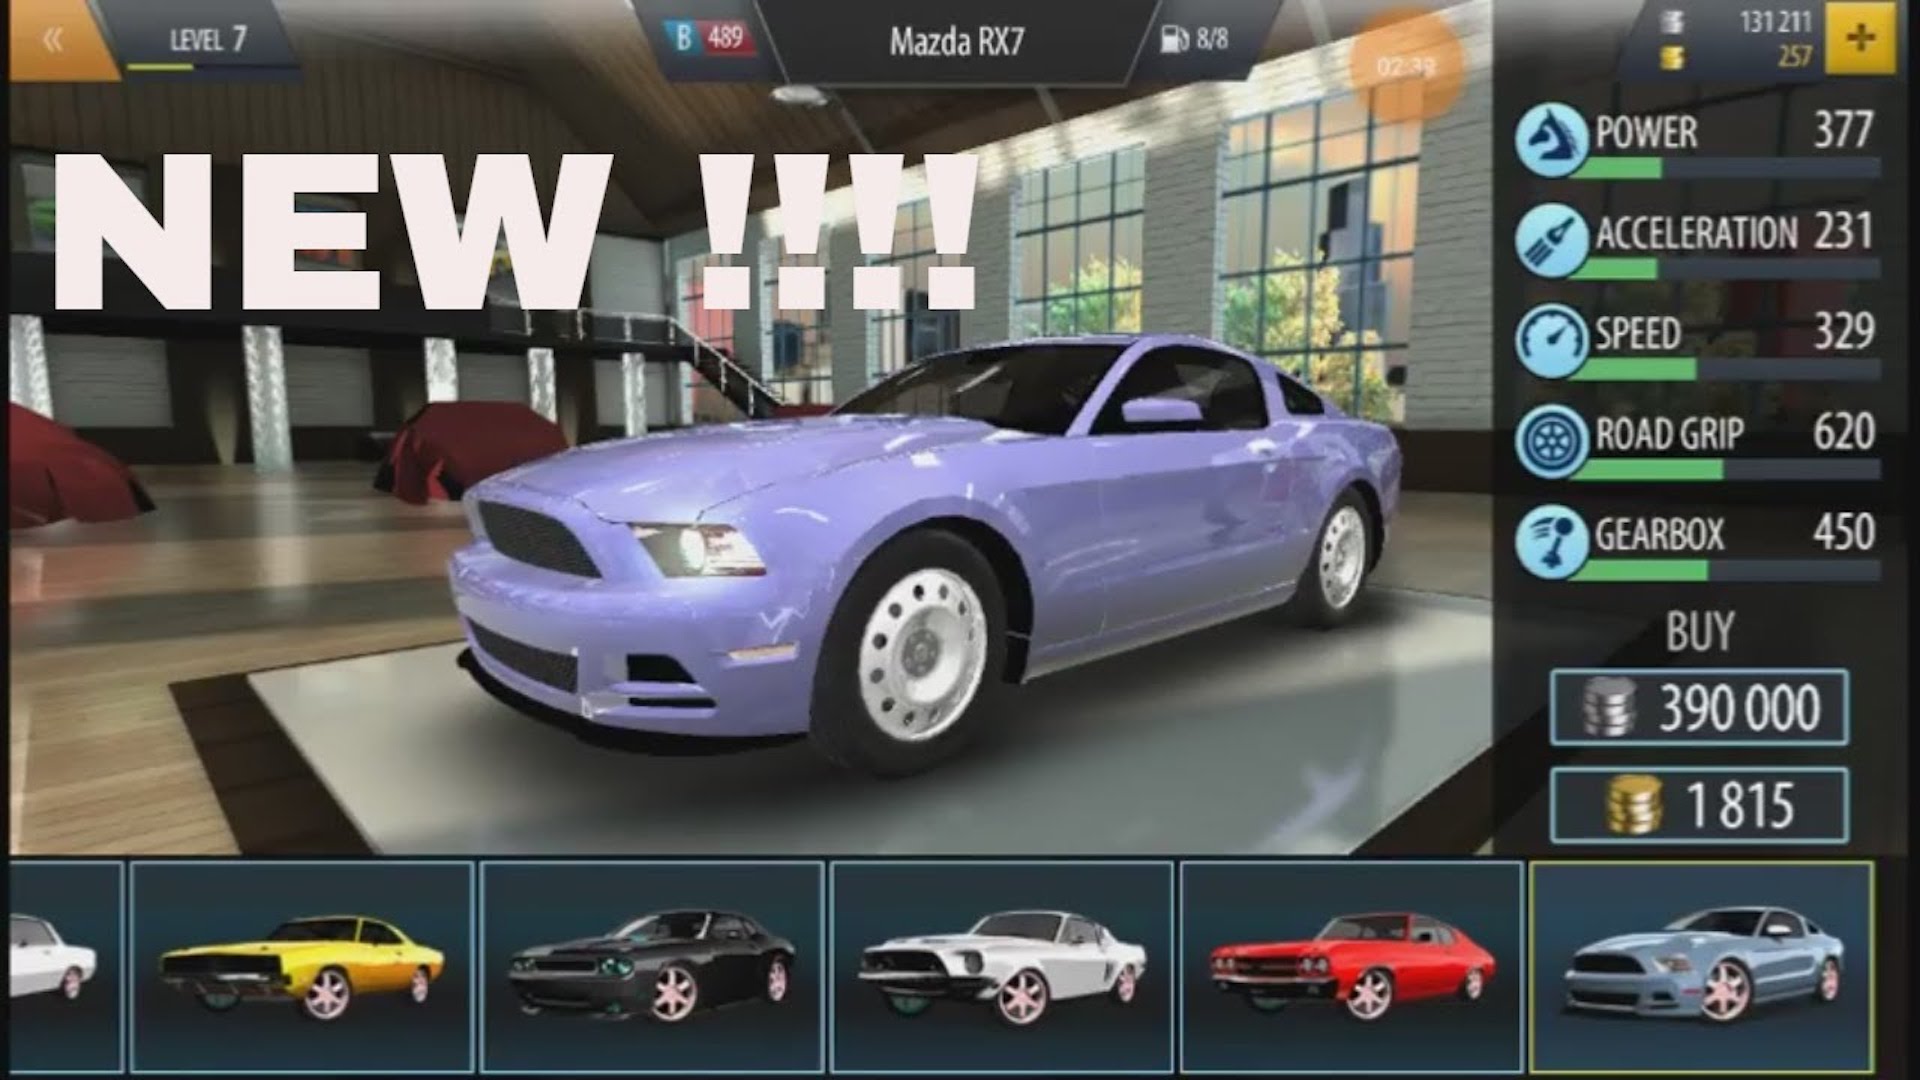 LEVEL 7
B 489
Mazda RX7
8/8
02:39
131 211
257
NEW !!!!
POWER 377
ACCELERATION 231
SPEED 329
ROAD GRIP 620
GEARBOX 450
BUY
390 000
1 815